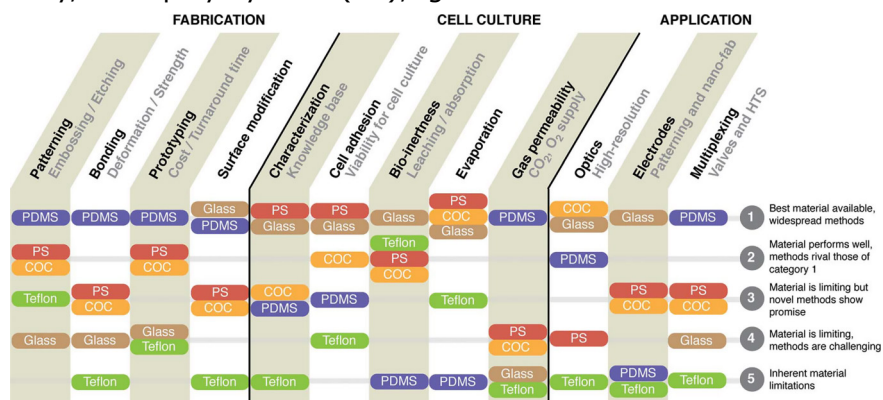 FABRICATION CELL CULTURE APPLICATION
Patterning
Embossing / Etching
Bonding
Deformation / Strength
Prototyping
Cost / Turnaround time
Surface modification
Characterization
Knowledge base
Cell adhesion
Viability for cell culture
Bio-inertness
Leaching / absorption
Evaporation
Gas permeability
CO₂, O₂ supply
Optics
High-resolution
Electrodes
Patterning and nano-fab
Multiplexing
Valves and HTS
PS COC
Glass PS PS COC
PDMS PDMS PDMS Glass PDMS Glass PDMS
PDMS Glass Glass Glass Glass
1 Best material available,
widespread methods
Teflon
PS PS COC PS PDMS
COC COC COC
2 Material performs well,
methods rival those of
category 1
PS PS COC PS PS
Teflon PDMS Teflon
COC COC PDMS COC COC
3 Material is limiting but
novel methods show
promise
Glass PS
Glass Glass Teflon PS Glass
Teflon COC
4 Material is limiting,
methods are challenging
Glass PDMS
Teflon Teflon Teflon PDMS PDMS Teflon Teflon
Teflon Teflon
5 Inherent material
limitations